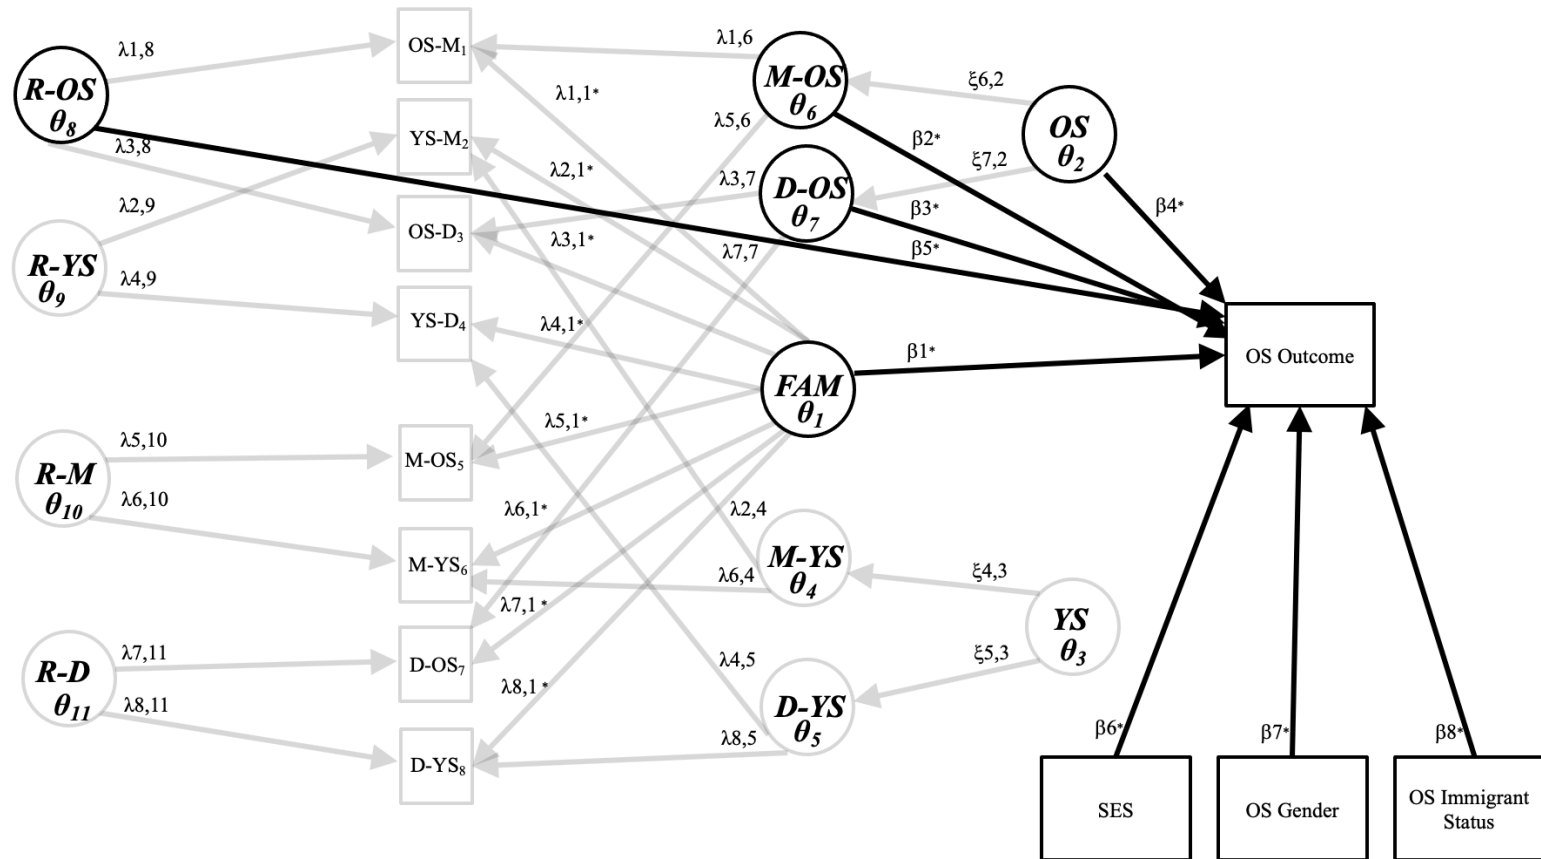 λ1,8
OS-M1
λ1,6
R-OS
θ8
M-OS
θ6
ξ6,2
OS
θ2
λ1,1*
λ5,6
λ3,8
YS-M2
β2*
λ2,1*
λ3,7
ξ7,2
D-OS
θ7
λ2,9
β3*
β4*
OS-D3
λ3,1*
λ7,7
β5*
R-YS
θ9
λ4,9
YS-D4
λ4,1*
β1*
OS Outcome
FAM
θ1
λ5,1*
λ5,10
M-OS5
R-M
θ10
λ6,10
λ6,1*
λ2,4
M-YS6
M-YS
θ4
λ6,4
ξ4,3
λ7,1*
YS
θ3
λ7,11
D-OS7
λ4,5
ξ5,3
R-D
θ11
λ8,1*
λ8,11
D-YS
θ5
λ8,5
β6*
β7*
β8*
D-YS8
SES
OS Gender
OS Immigrant
Status